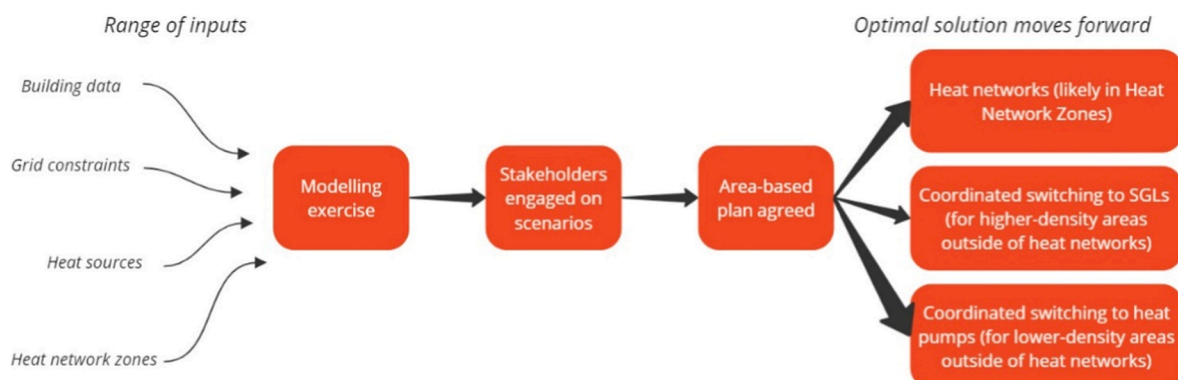 Range of inputs
Building data
Grid constraints
Heat sources
Heat network zones
Modelling
exercise
Stakeholders
engaged on
scenarios
Area-based
plan agreed
Optimal solution moves forward
Heat networks (likely in Heat
Network Zones)
Coordinated switching to SGLs
(for higher-density areas
outside of heat networks)
Coordinated switching to heat
pumps (for lower-density areas
outside of heat networks)